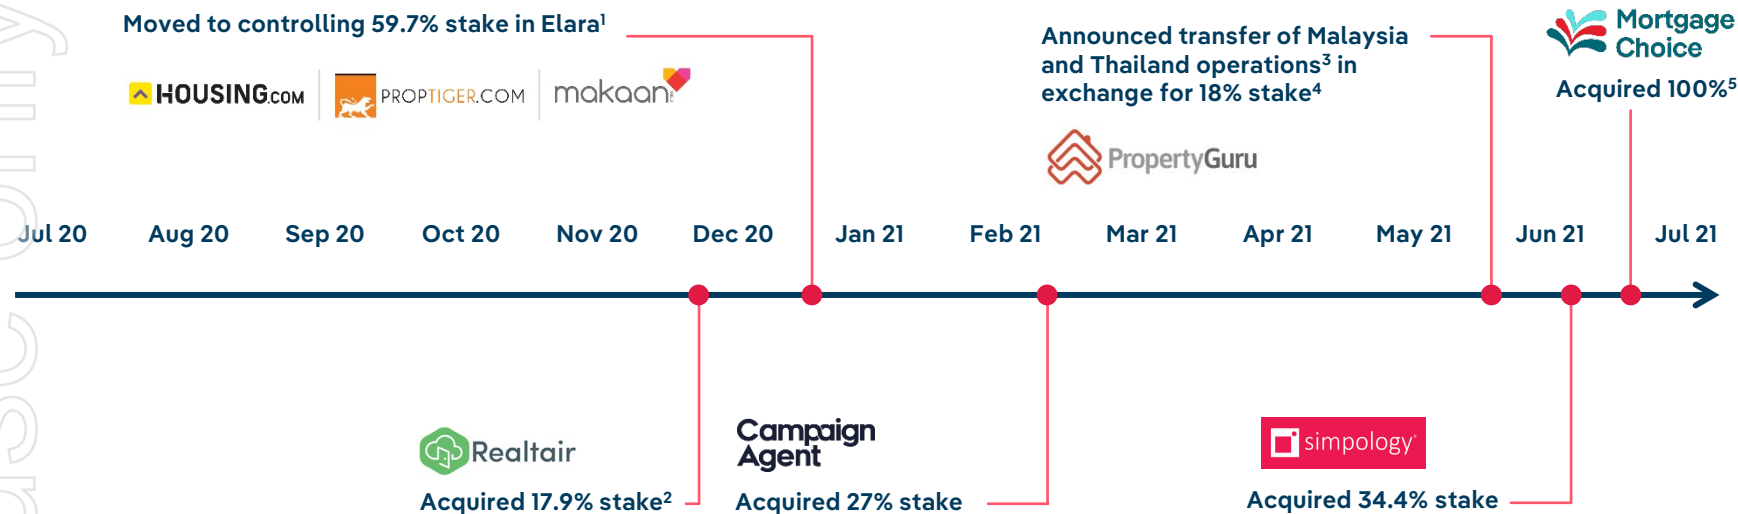 Moved to controlling 59.7% stake in Elara¹
HOUSING.COM
PROPTIGER.COM
makaan
Announced transfer of Malaysia
and Thailand operations³ in
exchange for 18% stake⁴
PropertyGuru
Mortgage
Choice
Acquired 100%⁵
Jul 20 Aug 20 Sep 20 Oct 20 Nov 20 Dec 20 Jan 21 Feb 21 Mar 21 Apr 21 May 21 Jun 21 Jul 21
Realtair
Acquired 17.9% stake²
Campaign
Agent
Acquired 27% stake
simpology
Acquired 34.4% stake